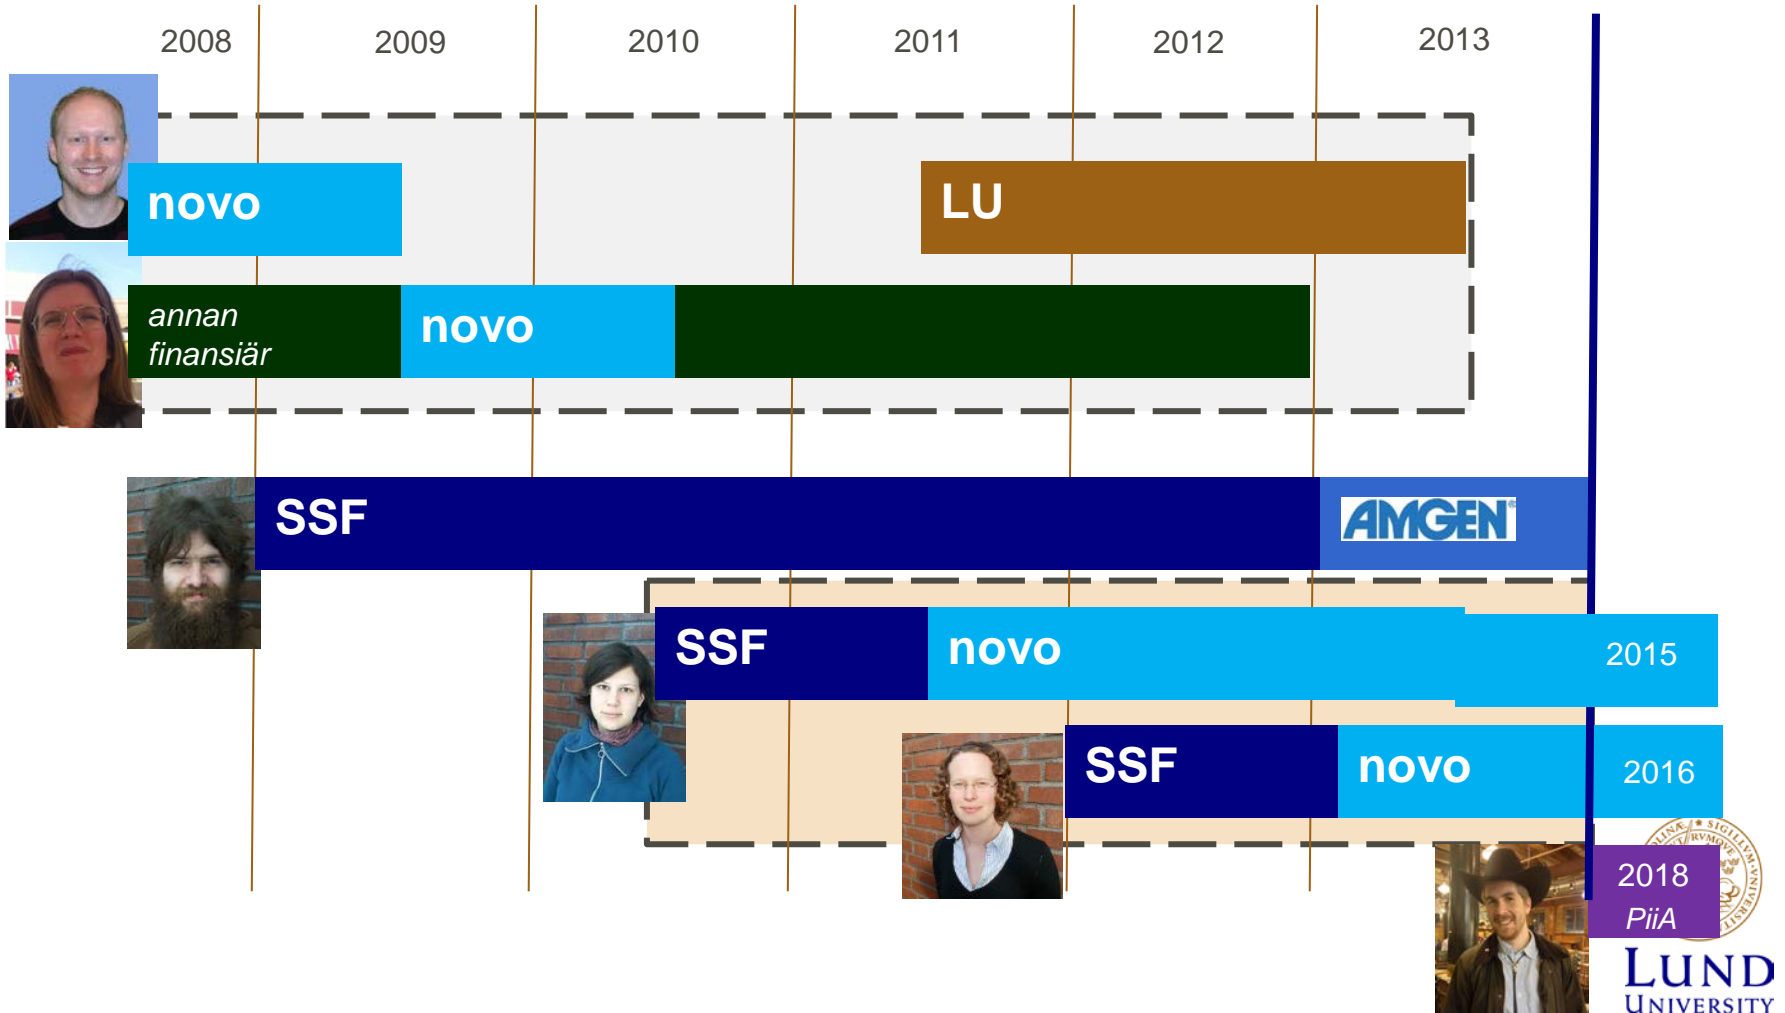 2008 2009 2010 2011 2012 2013
novo
LU
annan
finansiär
novo
SSF
AMGEN
SSF
novo
2015
SSF
novo
2016
2018
PiiA
LUND
UNIVERSITY